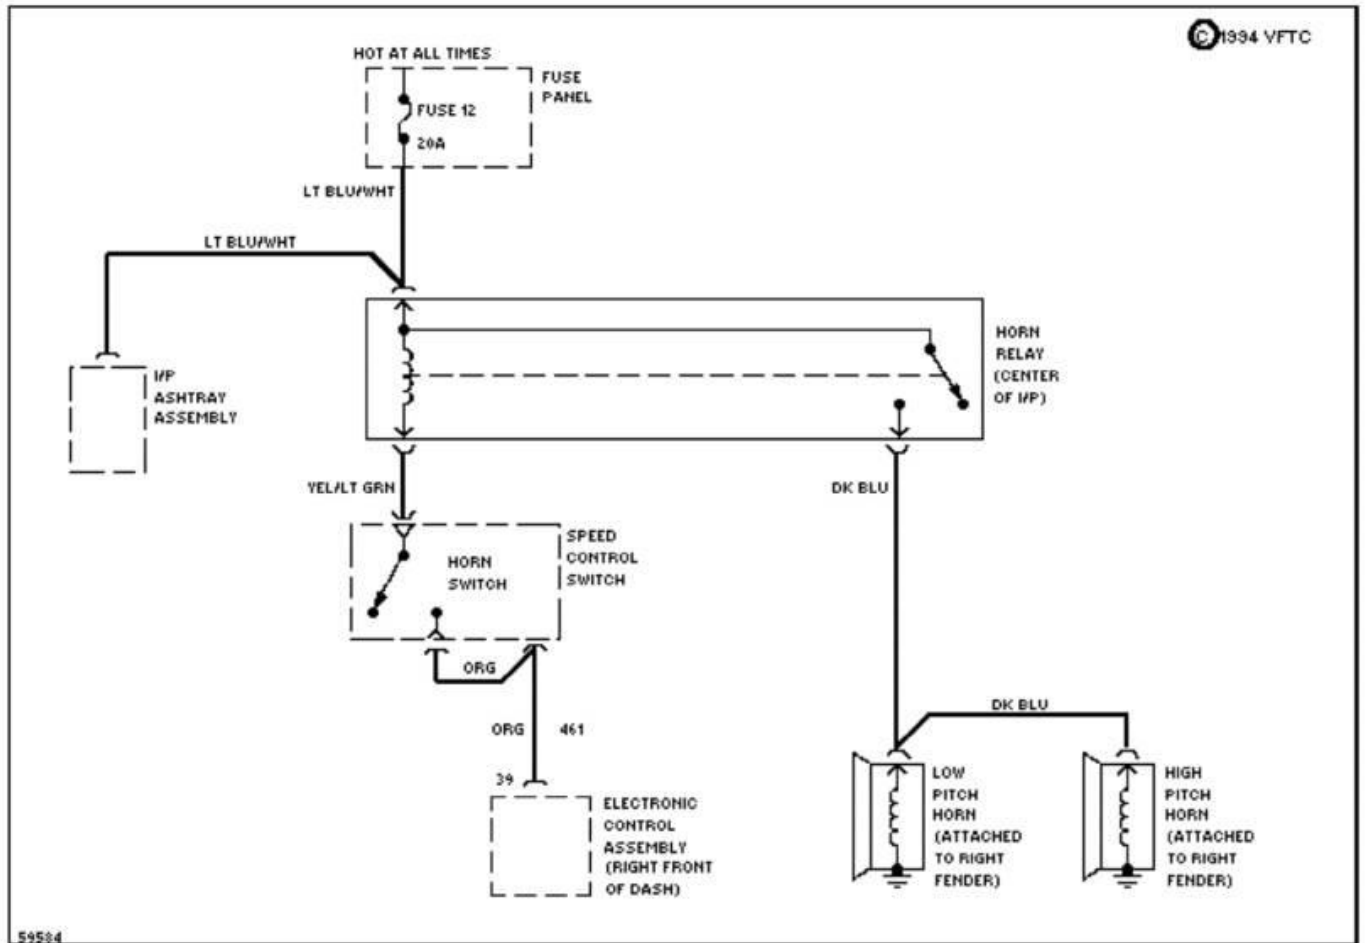 © 1994 VFTC
HOT AT ALL TIMES
FUSE
PANEL
FUSE 12
20A
LT BLU/WHT
LT BLU/WHT
I/P
ASHTRAY
ASSEMBLY
HORN
RELAY
(CENTER
OF I/P)
YEL/LT GRN
DK BLU
HORN
SWITCH
SPEED
CONTROL
SWITCH
ORG
ORG
461
39
ELECTRONIC
CONTROL
ASSEMBLY
(RIGHT FRONT
OF DASH)
DK BLU
LOW
PITCH
HORN
(ATTACHED
TO RIGHT
FENDER)
HIGH
PITCH
HORN
(ATTACHED
TO RIGHT
FENDER)
59584